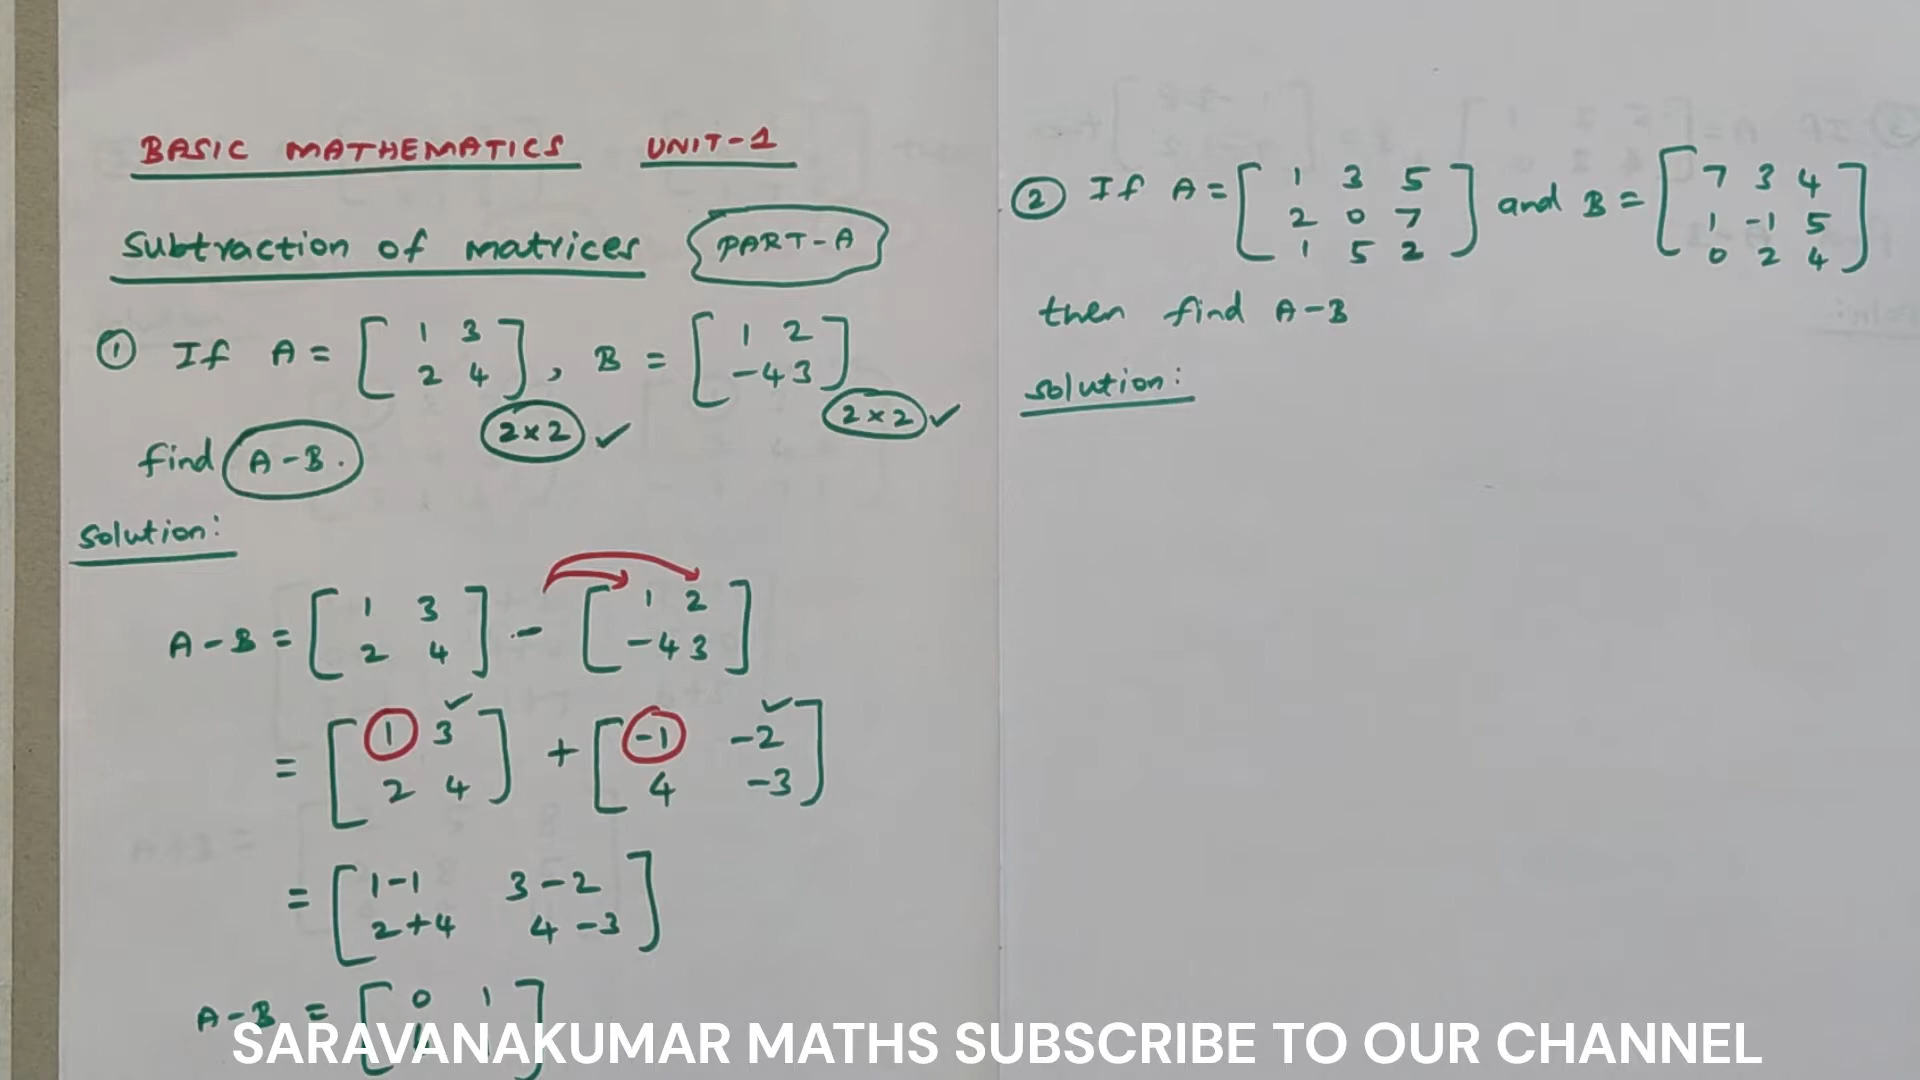 BASIC MATHEMATICS UNIT-1
Subtraction of matrices PART-A
① If A = [ 1 3
2 4 ], B = [ 1 2
-4 3 ]
2×2 ✓ 2×2 ✓
find A-B.
Solution:
A-B = [ 1 3
2 4 ] - [ 1 2
-4 3 ]
= [ 1 3 ✓
2 4 ] + [ -1 -2 ✓
4 -3 ]
= [ 1-1 3-2
2+4 4-3 ]
A-B = [ 0 1
② If A = [ 1 3 5
2 0 7
1 5 2 ] and B = [ 7 3 4
1 -1 5
0 2 4 ]
then find A-B
Solution:
SARAVANAKUMAR MATHS SUBSCRIBE TO OUR CHANNEL